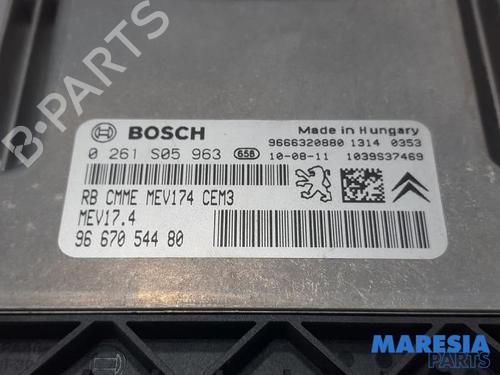 B-PARTS
BOSCH
Made in Hungary
9666320880 1314 0353
0 261 S05 963 658 10-08-11 1039S37469
RB CMME MEV174 CEM3
MEV17.4
96 670 544 80
MARESIA
PARTS